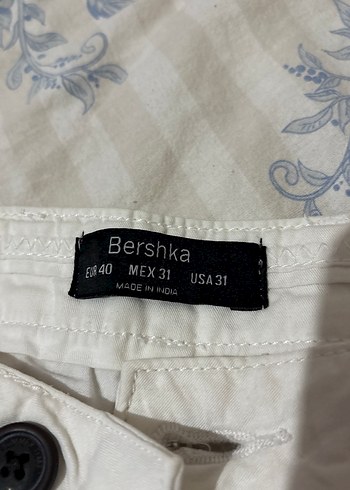 Bershka
EUR 40 MEX 31 USA 31
MADE IN INDIA